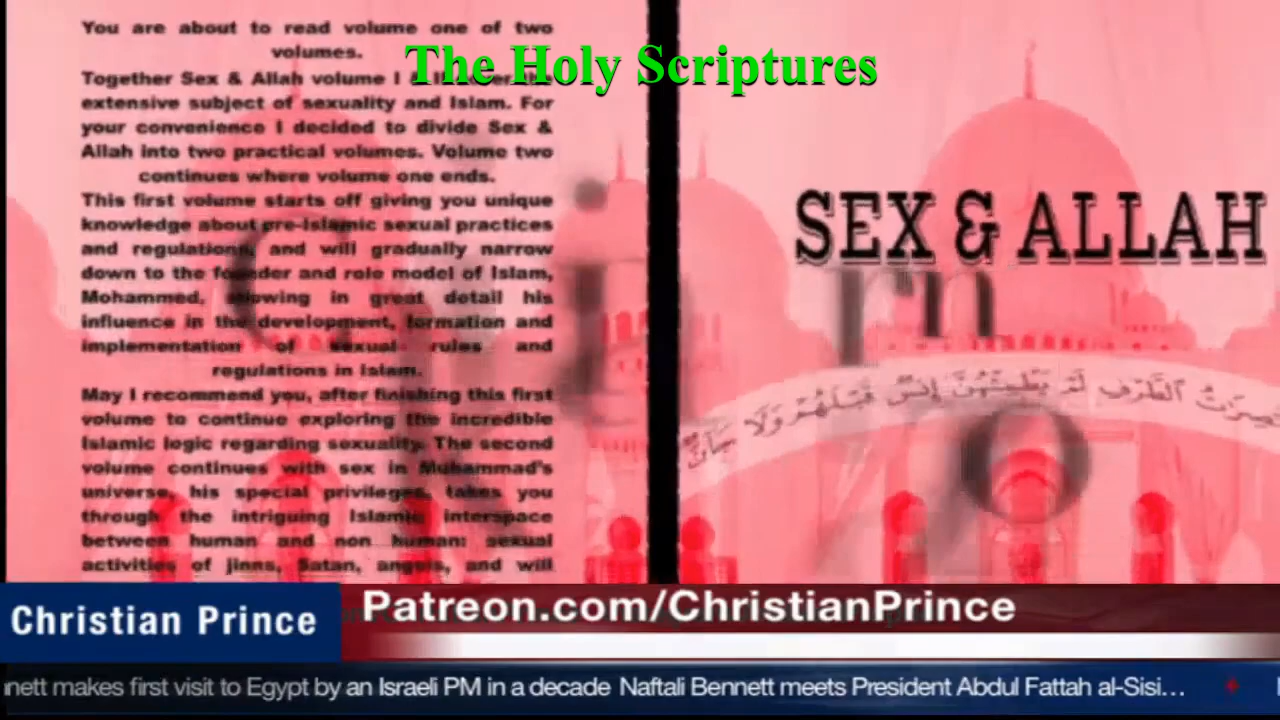 The Holy Scriptures
You are about to read volume one of two
volumes.
Together Sex & Allah volume I &
extensive subject of sexuality and Islam. For
your convenience I decided to divide Sex &
Allah into two practical volumes. Volume two
continues where volume one ends.
This first volume starts off giving you unique
knowledge about pre-Islamic sexual practices
and regulations, and will gradually narrow
down to the founder and role model of Islam,
Mohammed, showing in great detail his
influence in the development, formation and
implementation of sexual rules and
regulations in Islam.
May I recommend you, after finishing this first
volume to continue exploring the incredible
Islamic logic regarding sexuality. The second
volume continues with sex in Muhammad's
universe, his special privileges, takes you
through the intriguing Islamic interspace
between human and non human: sexual
activities of jinns, Satan, angels, and will
SEX & ALLAH
Christian Prince
Patreon.com/ChristianPrince
nnett makes first visit to Egypt by an Israeli PM in a decade Naftali Bennett meets President Abdul Fattah al-Sisi...